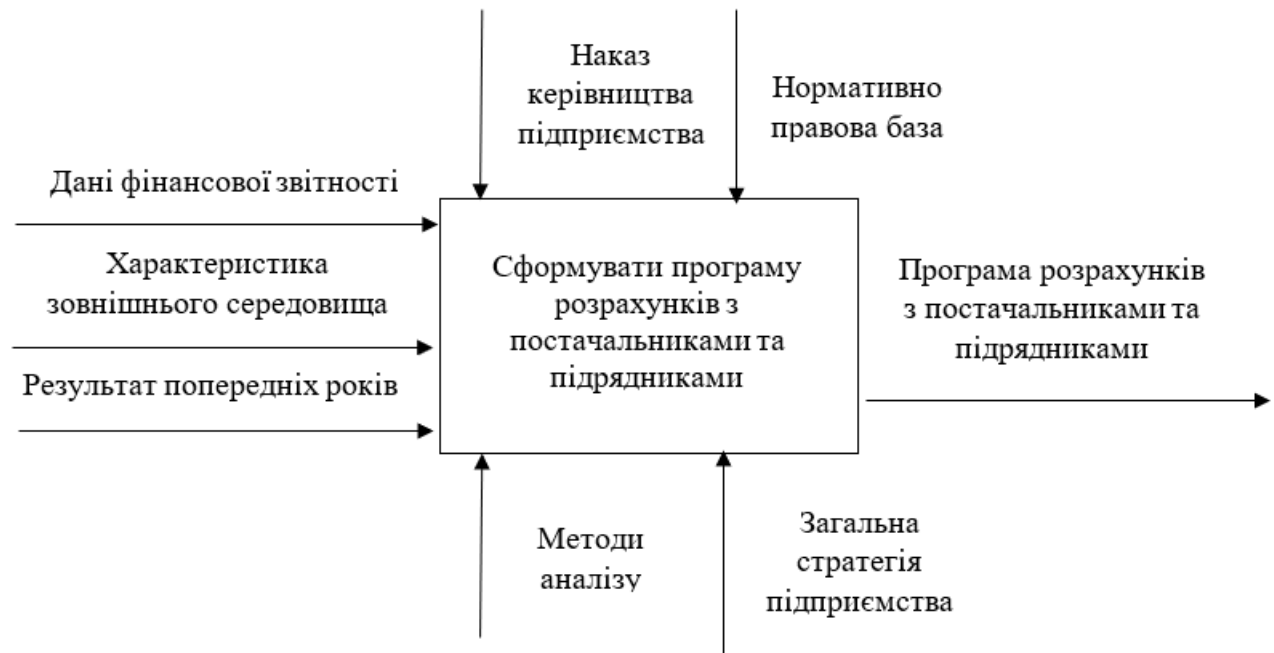 Наказ
керівництва
підприємства
Нормативно
правова база
Дані фінансової звітності
Характеристика
зовнішнього середовища
Результат попередніх років
Сформувати програму
розрахунків з
постачальниками та
підрядниками
Програма розрахунків
з постачальниками та
підрядниками
Методи
аналізу
Загальна
стратегія
підприємства